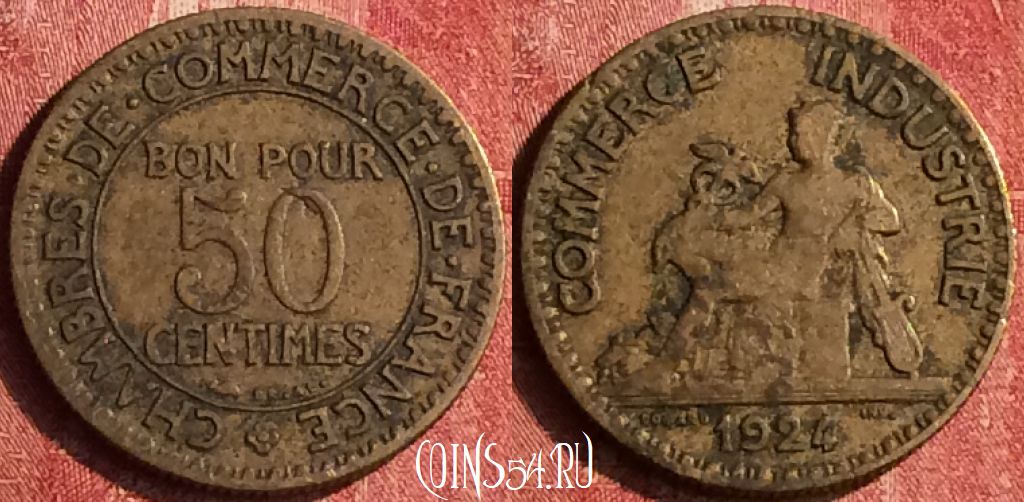 CHAMBRES · DE · COMMERCE · DE · FRANCE
BON POUR
50
CENTIMES
COMMERCE INDUSTRIE
1924
COINS54.RU